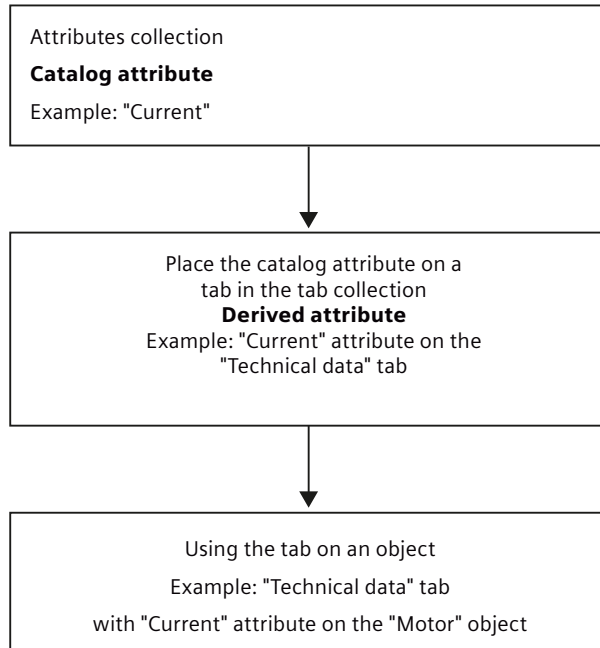 Attributes collection
Catalog attribute
Example: "Current"
Place the catalog attribute on a
tab in the tab collection
Derived attribute
Example: "Current" attribute on the
"Technical data" tab
Using the tab on an object
Example: "Technical data" tab
with "Current" attribute on the "Motor" object